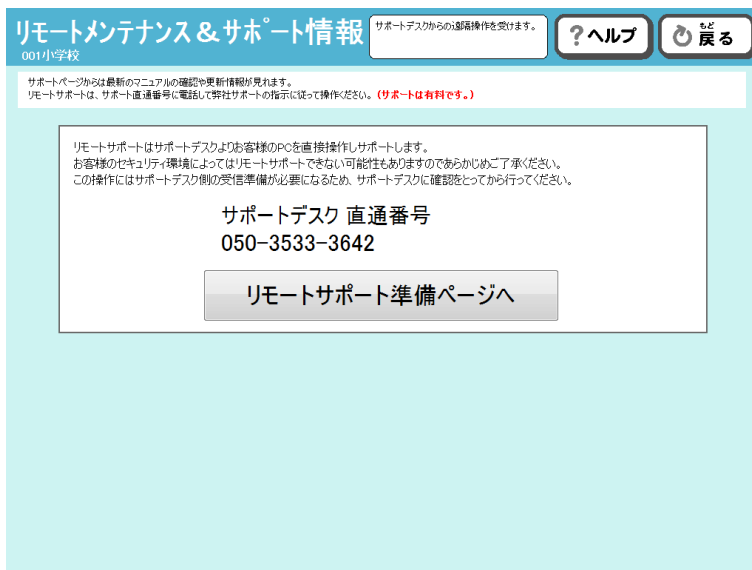 リモートメンテナンス＆サポート情報
001小学校
サポートデスクからの遠隔操作を受けます。
?ヘルプ
もど
戻る
サポートページからは最新のマニュアルの確認や更新情報が見れます。
リモートサポートは、サポート直通番号に電話して弊社サポートの指示に従って操作ください。(サポートは有料です。)
リモートサポートはサポートデスクよりお客様のPCを直接操作しサポートします。
お客様のセキュリティ環境によってはリモートサポートできない可能性もありますのであらかじめご了承ください。
この操作にはサポートデスク側の受信準備が必要になるため、サポートデスクに確認をとってから行ってください。
サポートデスク 直通番号
050-3533-3642
リモートサポート準備ページへ